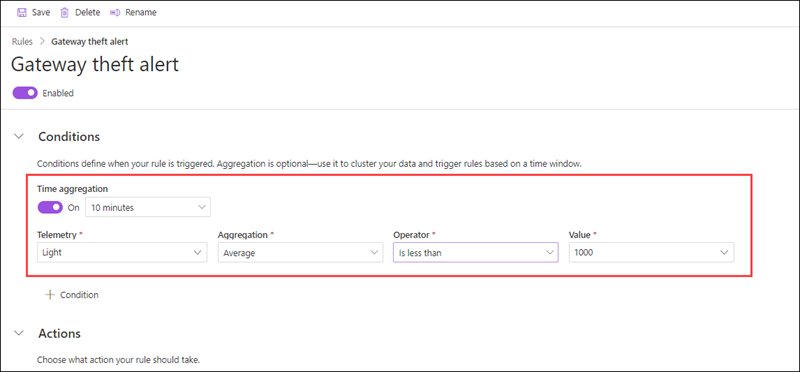 Save Delete Rename
Rules > Gateway theft alert
Gateway theft alert
Enabled
Conditions
Conditions define when your rule is triggered. Aggregation is optional—use it to cluster your data and trigger rules based on a time window.
Time aggregation
On 10 minutes
Telemetry * Aggregation * Operator * Value *
Light Average Is less than 1000
+ Condition
Actions
Choose what action your rule should take.